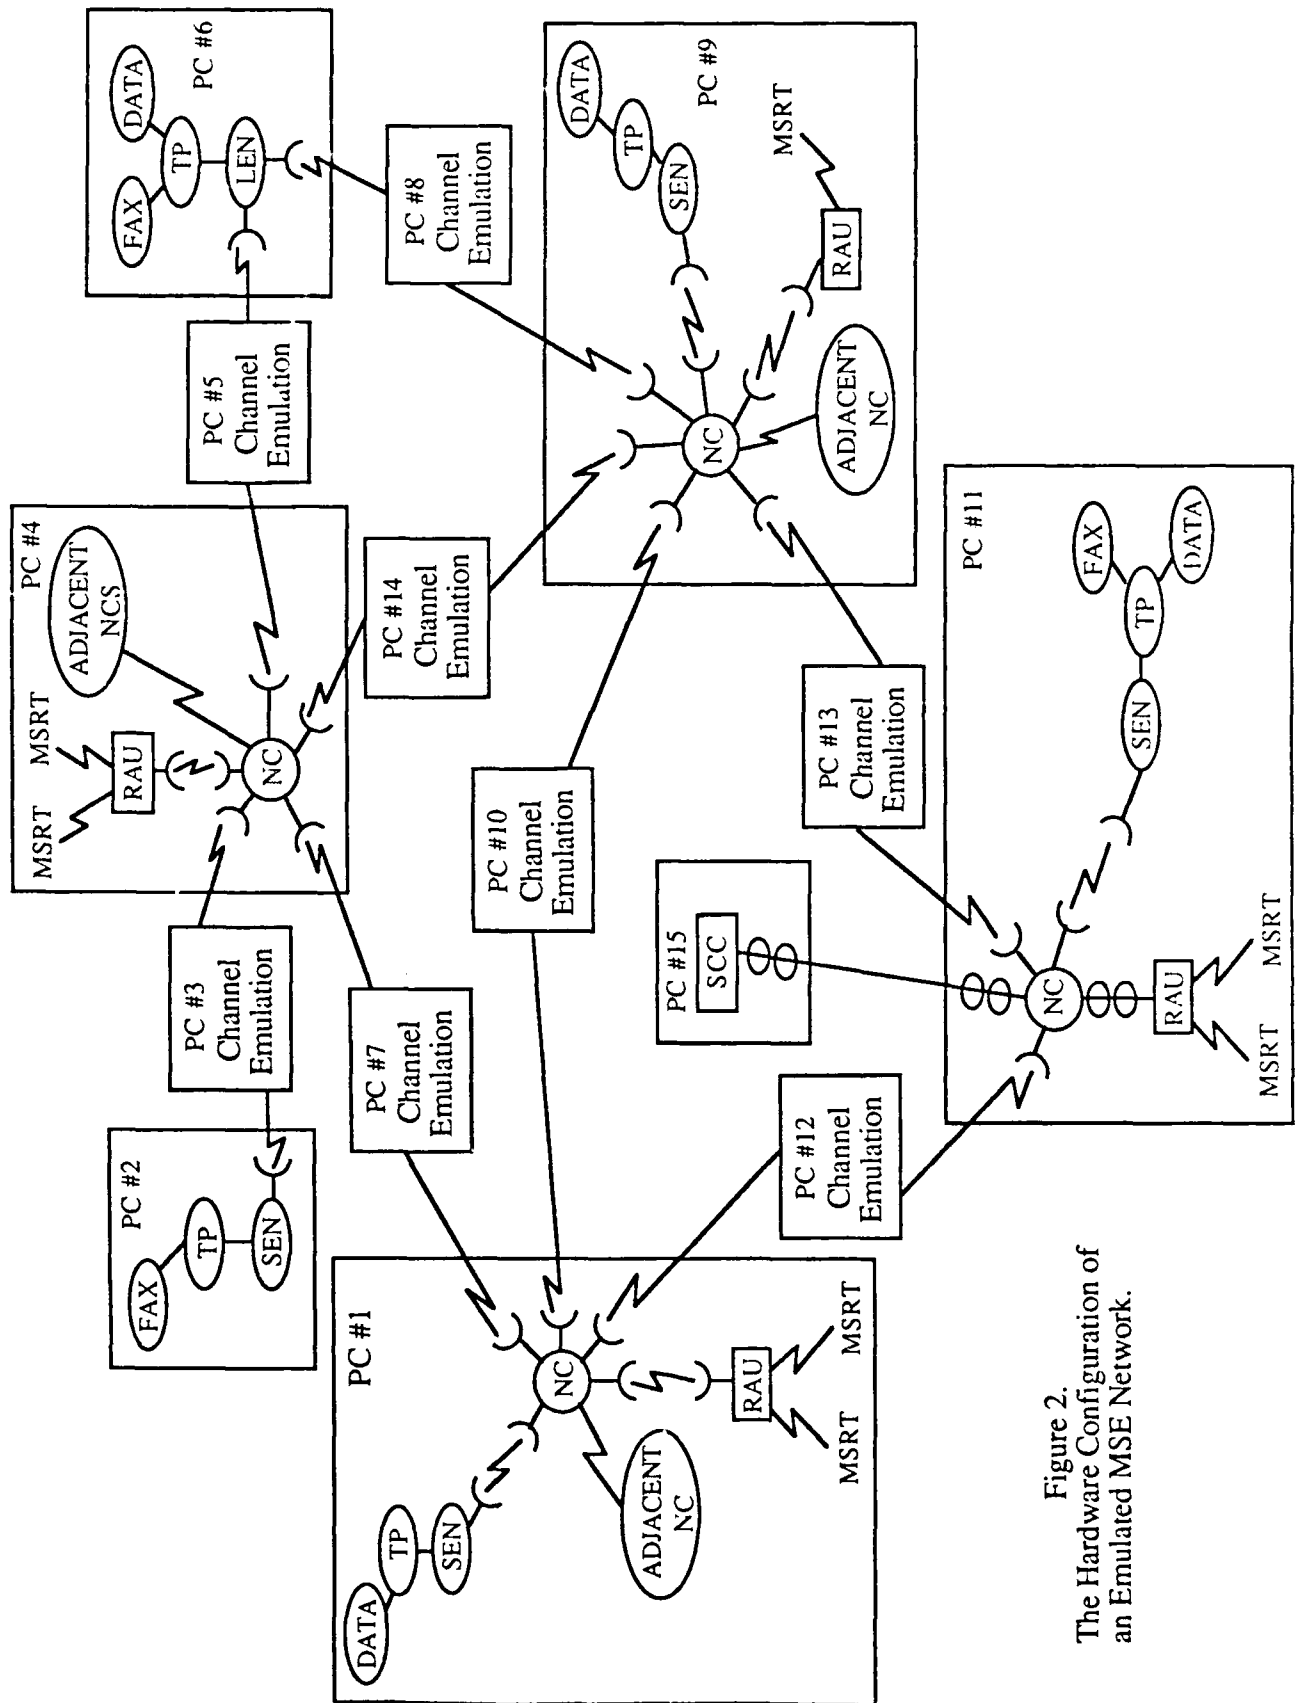 PC #1
DATA
TP
SEN
NC
ADJACENT
NC
RAU
MSRT
MSRT
PC #2
FAX
TP
SEN
PC #3
Channel
Emulation
PC #4
MSRT
MSRT
RAU
NC
ADJACENT
NCS
PC #5
Channel
Emulation
PC #6
FAX
DATA
TP
LEN
PC #7
Channel
Emulation
PC #8
Channel
Emulation
PC #14
Channel
Emulation
PC #10
Channel
Emulation
PC #9
DATA
TP
SEN
NC
RAU
MSRT
ADJACENT
NC
PC #12
Channel
Emulation
PC #15
SCC
PC #13
Channel
Emulation
PC #11
FAX
TP
DATA
SEN
NC
RAU
MSRT
MSRT
Figure 2.
The Hardware Configuration of
an Emulated MSE Network.